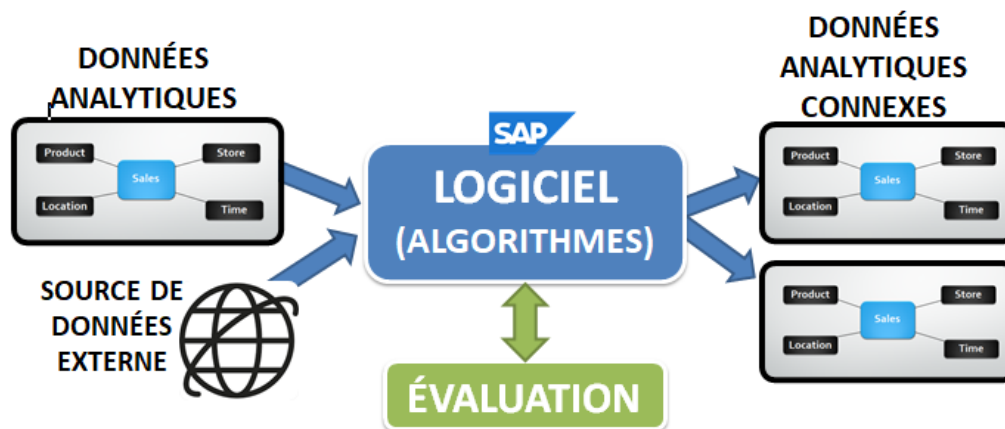 DONNÉES
ANALYTIQUES
Product
Store
Sales
Location
Time
SOURCE DE
DONNÉES
EXTERNE
SAP
LOGICIEL
(ALGORITHMES)
ÉVALUATION
DONNÉES
ANALYTIQUES
CONNEXES
Product
Store
Sales
Location
Time
Product
Store
Sales
Location
Time